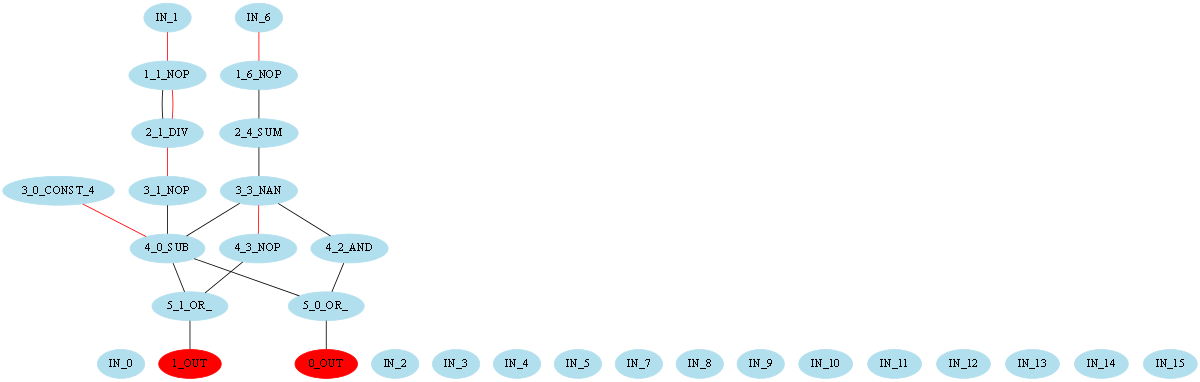 IN_1 IN_6
1_1_NOP 1_6_NOP
2_1_DIV 2_4_SUM
3_0_CONST_4 3_1_NOP 3_3_NAN
4_0_SUB 4_3_NOP 4_2_AND
5_1_OR_ 5_0_OR_
IN_0 1_OUT 0_OUT IN_2 IN_3 IN_4 IN_5 IN_7 IN_8 IN_9 IN_10 IN_11 IN_12 IN_13 IN_14 IN_15